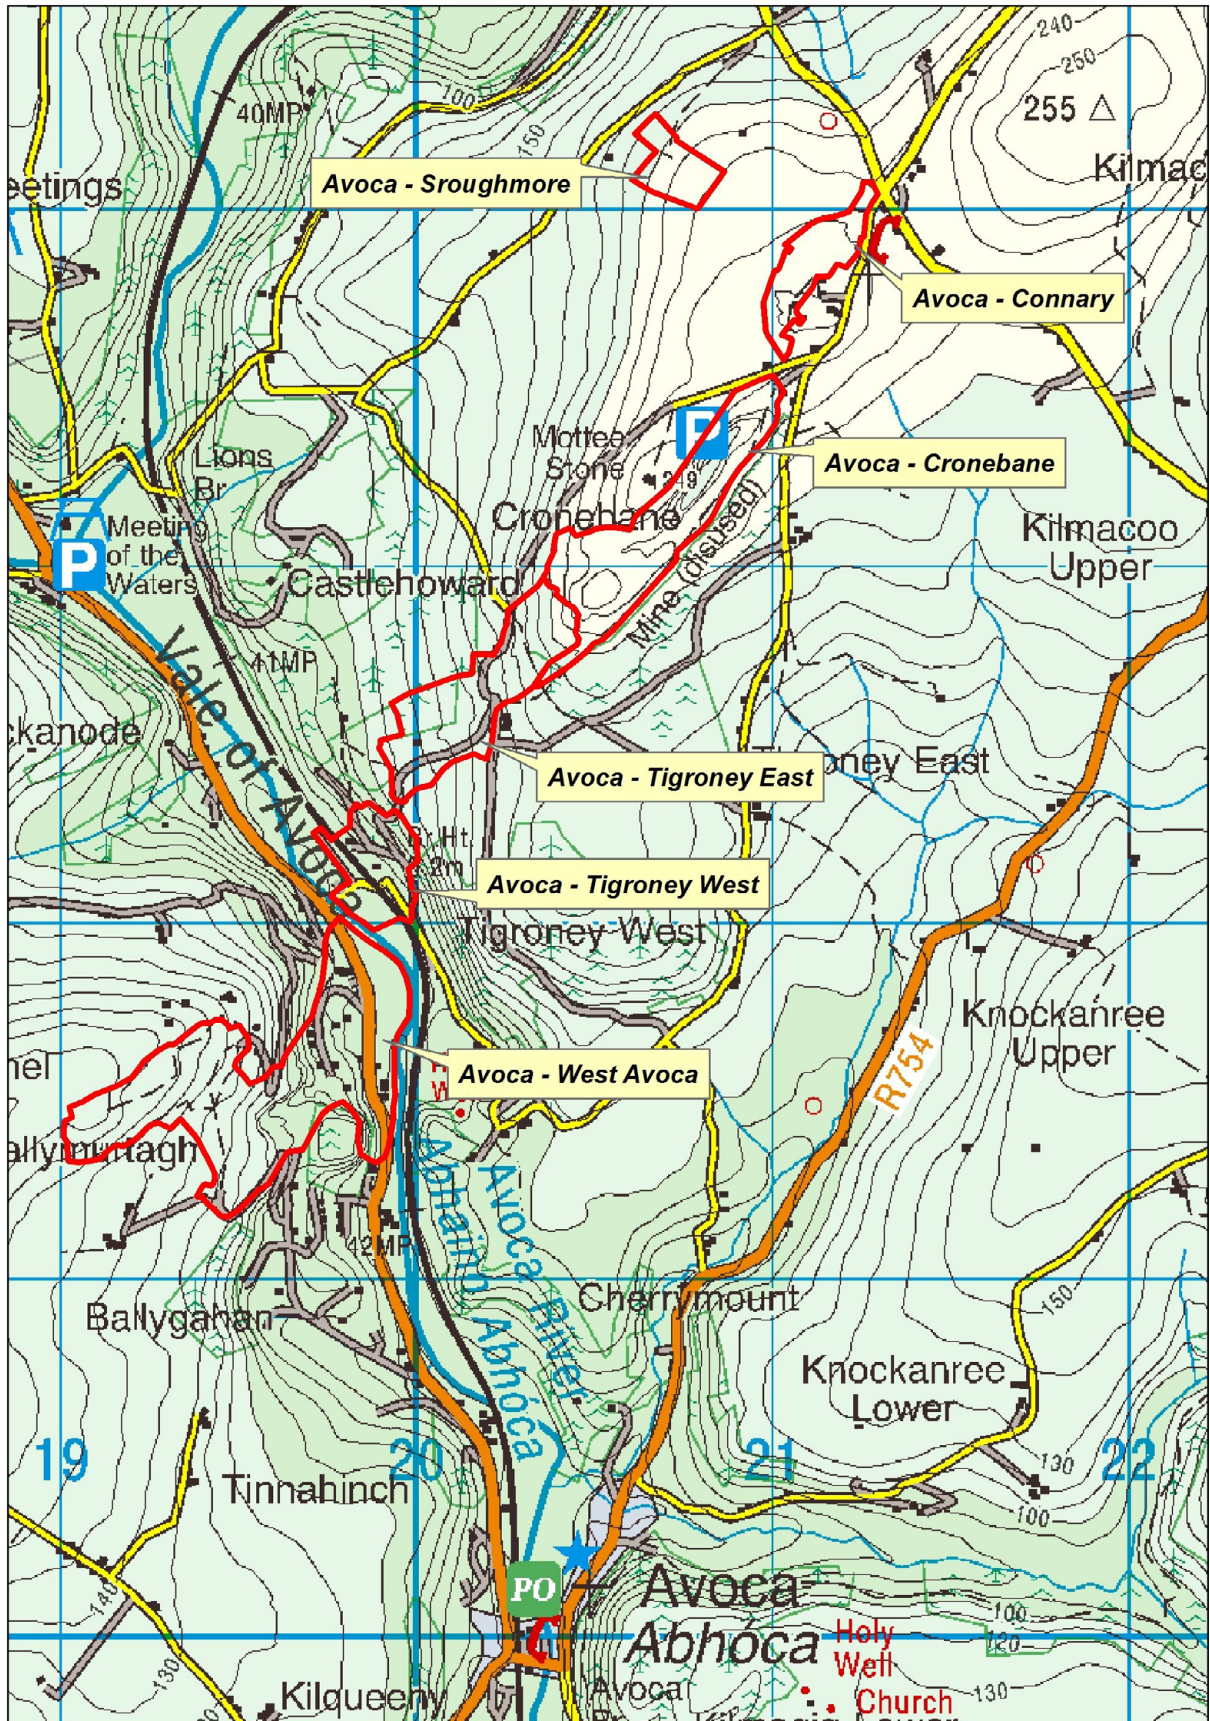 240
250
255
100
40MP
150
Kilmac
eetings
Avoca - Sroughmore
Avoca - Connary
P
Mottee
Stone
249
Lions
Br
Avoca - Cronebane
Cronebane
Meeting
of the
Waters
P
Kilmacoo
Upper
Castlehoward
Mine (disused)
41MP
Vale of Avoca
ckanode
Avoca - Tigroney East
oney East
Ht.
2m
Avoca - Tigroney West
Tigroney West
Knockanree
Upper
nel
Avoca - West Avoca
R754
allymurtagh
Abhainn Abhóca
Avoca River
42MP
Cherrymount
Ballygahan
150
Knockanree
Lower
19
20
21
22
130
Tinnahinch
100
PO
Avoca
140
100
Abhóca
Holy
Well
120
130
Kilqueeny
Avoca
Church
130